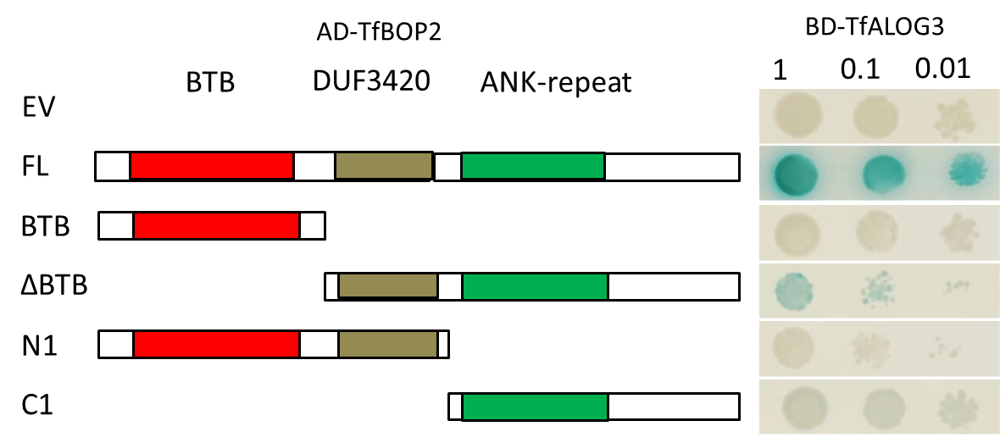 AD-TfBOP2
BD-TfALOG3
BTB DUF3420 ANK-repeat
1 0.1 0.01
EV
FL
BTB
ΔBTB
N1
C1